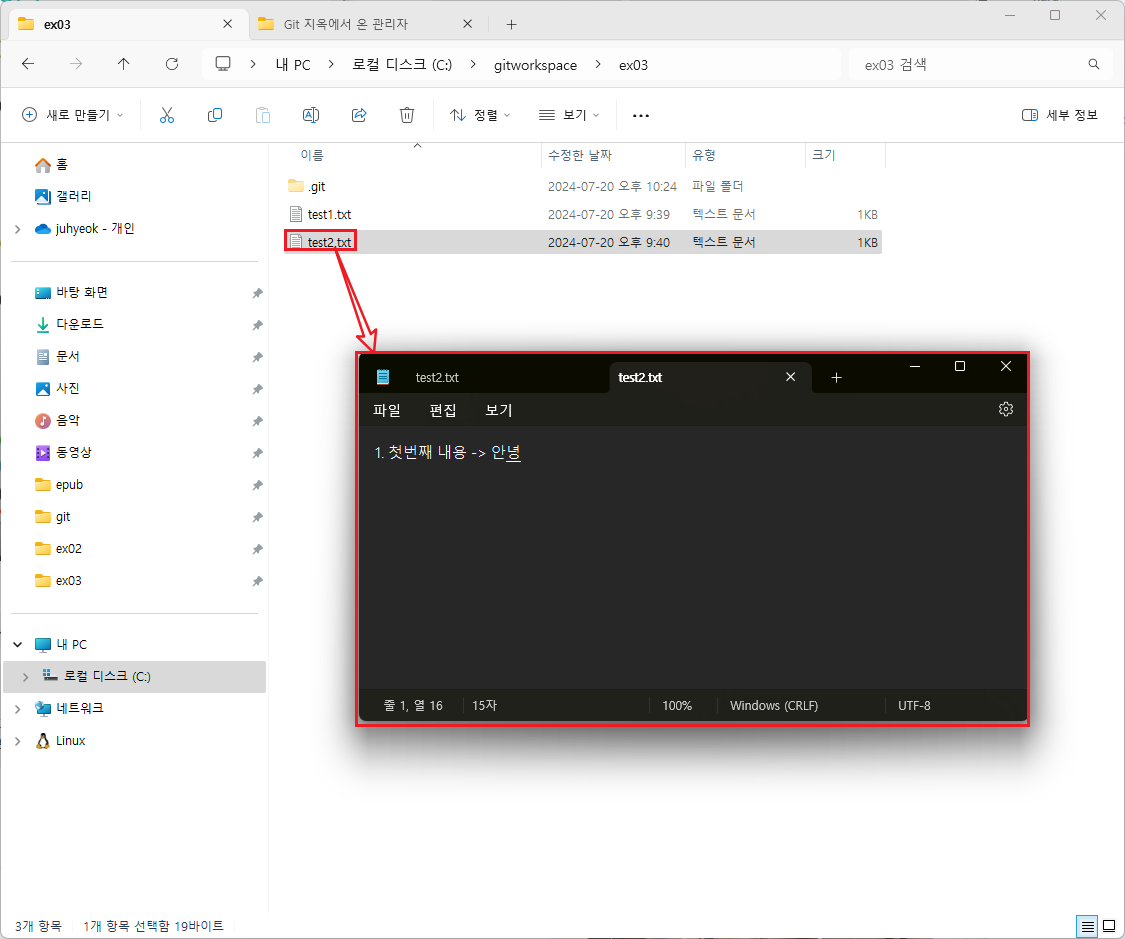 ex03
Git 지옥에서 온 관리자
내 PC
로컬 디스크 (C:)
gitworkspace
ex03
ex03 검색
새로 만들기
정렬
보기
세부 정보
이름
수정한 날짜
유형
크기
.git
2024-07-20 오후 10:24
파일 폴더
test1.txt
2024-07-20 오후 9:39
텍스트 문서
1KB
test2.txt
2024-07-20 오후 9:40
텍스트 문서
1KB
홈
갤러리
juhyeok - 개인
바탕 화면
다운로드
문서
사진
음악
동영상
epub
git
ex02
ex03
내 PC
로컬 디스크 (C:)
네트워크
Linux
test2.txt
test2.txt
파일
편집
보기
1. 첫번째 내용 -> 안녕
줄 1, 열 16
15자
100%
Windows (CRLF)
UTF-8
3개 항목
1개 항목 선택함 19바이트